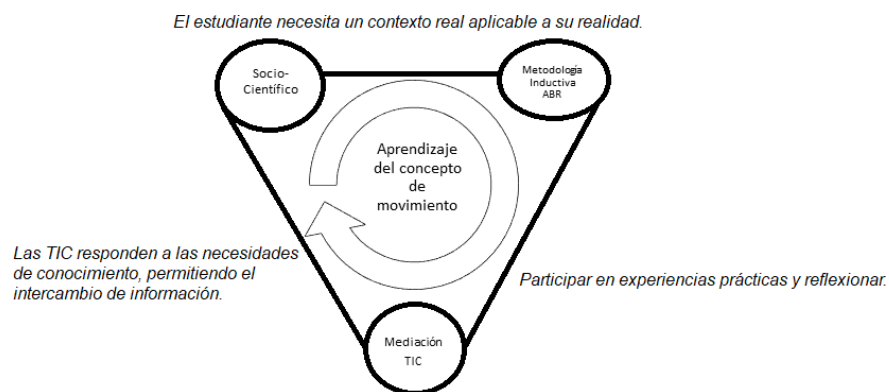 El estudiante necesita un contexto real aplicable a su realidad.
Socio-
Científico
Metodología
Inductiva
ABR
Aprendizaje
del concepto
de
movimiento
Las TIC responden a las necesidades
de conocimiento, permitiendo el
intercambio de información.
Participar en experiencias prácticas y reflexionar.
Mediación
TIC